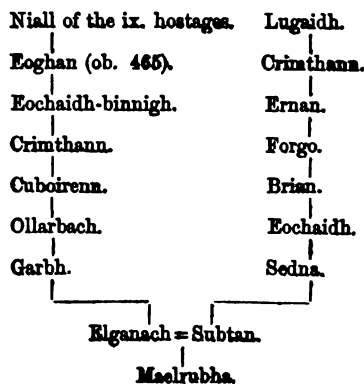 Niall of the ix. hostages. Lugaidh.
Eoghan (ob. 465). Crimthann.
Eochaidh-binnigh. Ernan.
Crimthann. Forgo.
Cuboirenn. Brian.
Ollarbach. Eochaidh.
Garbh. Sedna.
Elganach = Subtan.
Maelrubha.